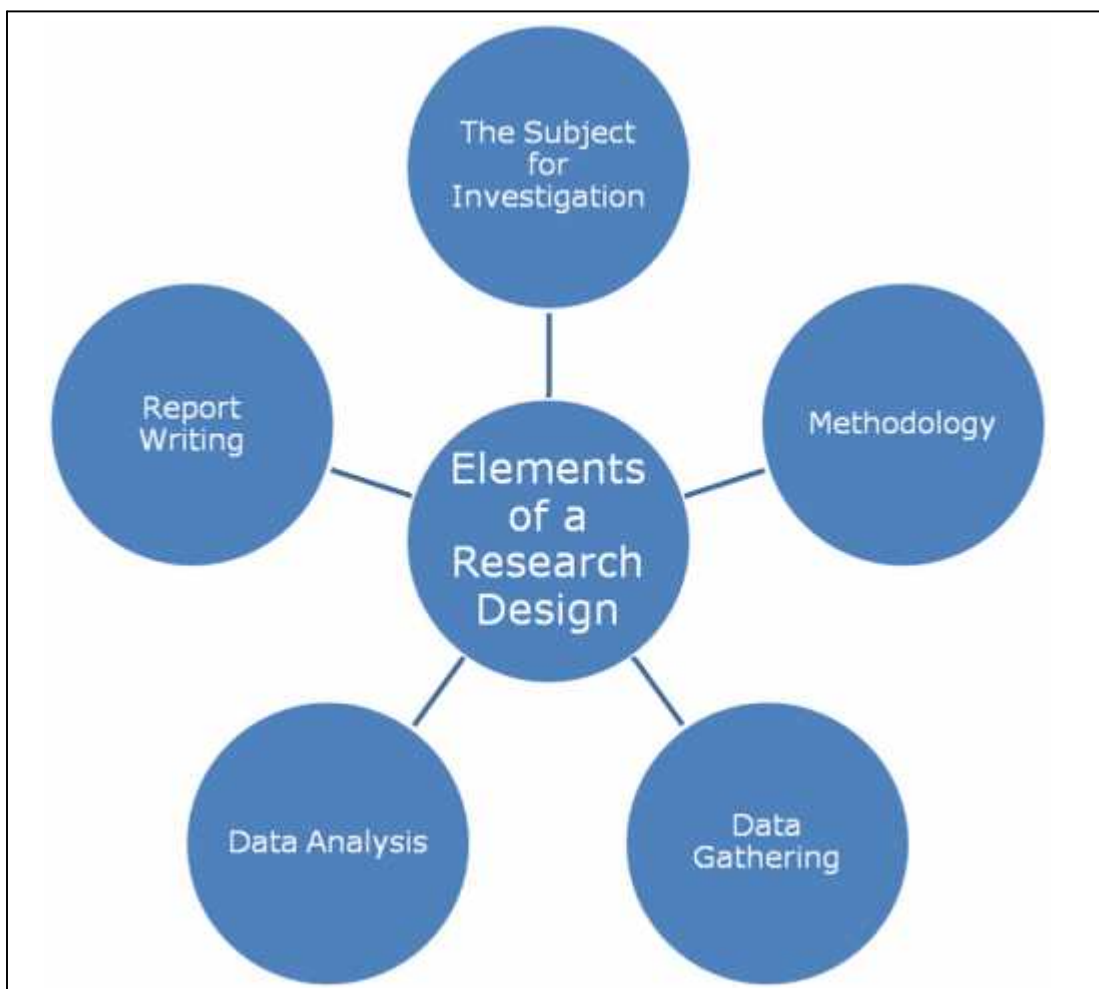 The Subject
for
Investigation
Methodology
Data
Gathering
Data Analysis
Report
Writing
Elements
of a
Research
Design